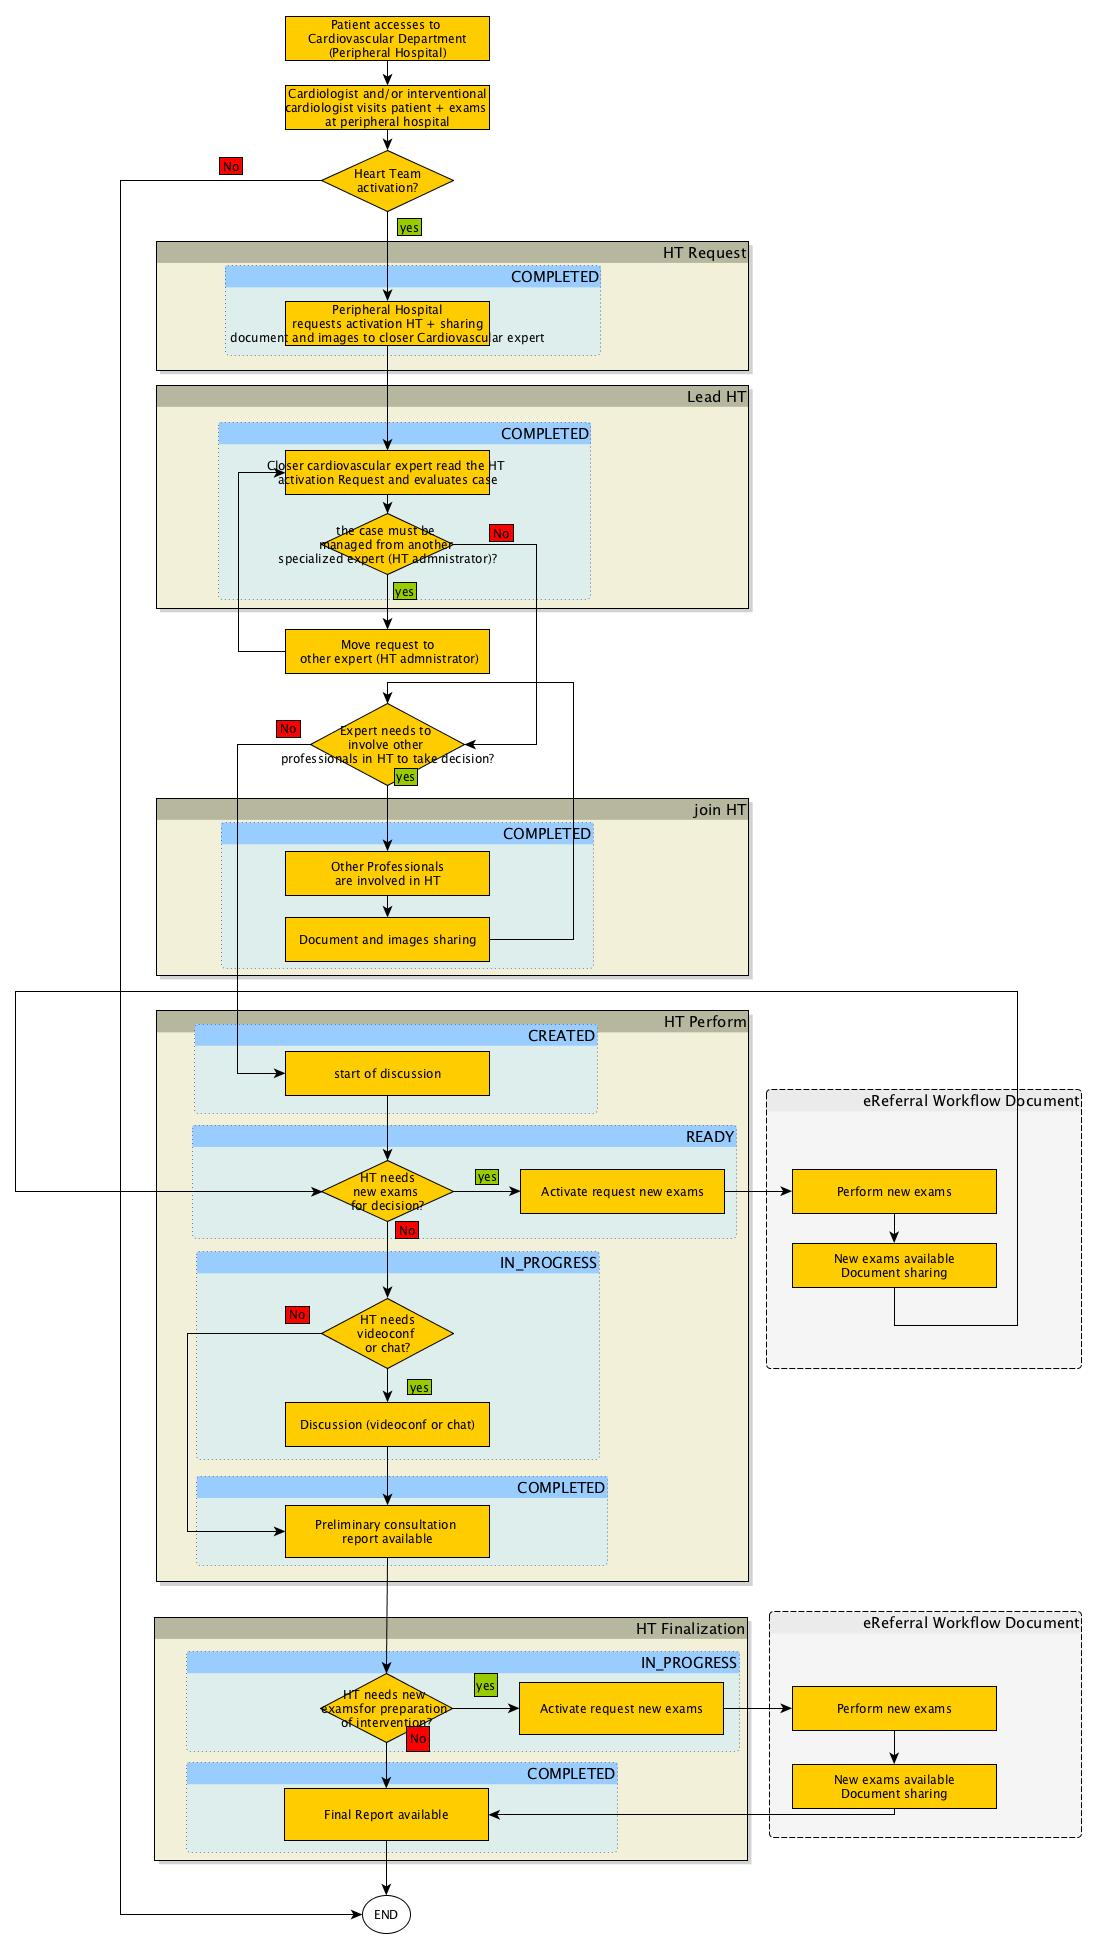 Patient accesses to
Cardiovascular Department
(Peripheral Hospital)
Cardiologist and/or interventional
cardiologist visits patient + exams
at peripheral hospital
No
Heart Team
activation?
yes
HT Request
COMPLETED
Peripheral Hospital
requests activation HT + sharing
document and images to closer Cardiovascular expert
Lead HT
COMPLETED
Closer cardiovascular expert read the HT
activation Request and evaluates case
the case must be
managed from another
specialized expert (HT admnistrator)?
No
yes
Move request to
other expert (HT admnistrator)
No
Expert needs to
involve other
professionals in HT to take decision?
yes
join HT
COMPLETED
Other Professionals
are involved in HT
Document and images sharing
HT Perform
CREATED
start of discussion
eReferral Workflow Document
READY
HT needs
new exams
for decision?
yes
Activate request new exams
Perform new exams
No
New exams available
Document sharing
IN_PROGRESS
No
HT needs
videoconf
or chat?
yes
Discussion (videoconf or chat)
COMPLETED
Preliminary consultation
report available
HT Finalization
eReferral Workflow Document
IN_PROGRESS
HT needs new
examsfor preparation
of intervention?
yes
Activate request new exams
Perform new exams
No
COMPLETED
New exams available
Document sharing
Final Report available
END